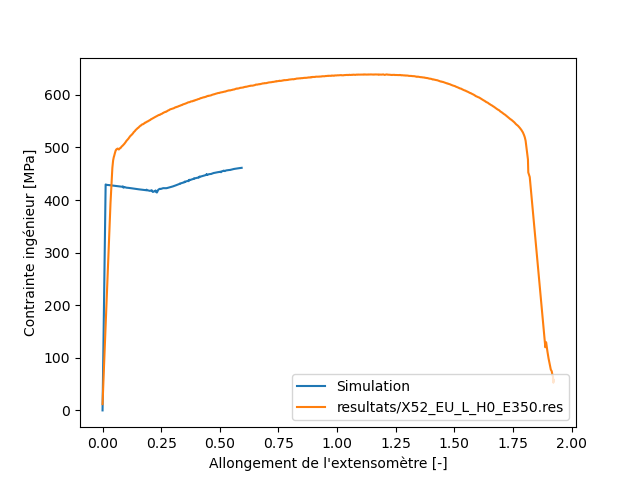 Contrainte ingénieur [MPa]
600
500
400
300
200
100
0
Simulation
resultats/X52_EU_L_H0_E350.res
0.00 0.25 0.50 0.75 1.00 1.25 1.50 1.75 2.00
Allongement de l'extensomètre [-]